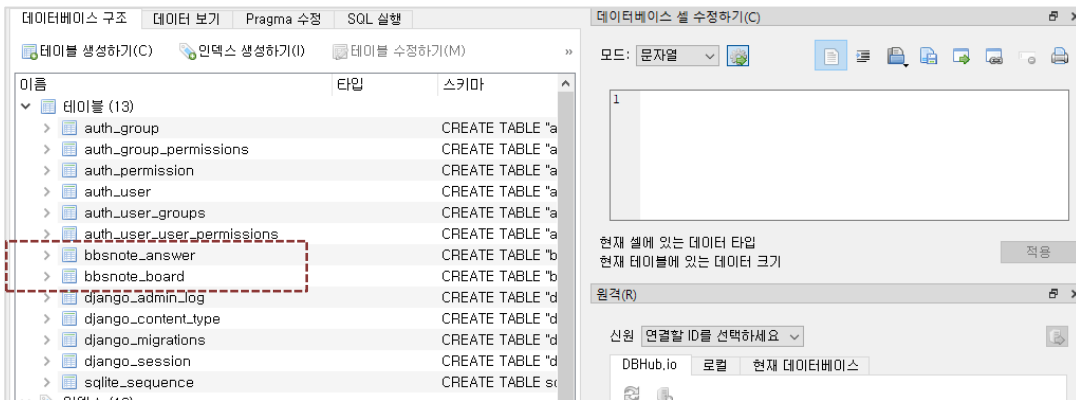 데이터베이스 구조 데이터 보기 Pragma 수정 SQL 실행
테이블 생성하기(C) 인덱스 생성하기(I) 테이블 수정하기(M) »
이름 타입 스키마
테이블 (13)
auth_group CREATE TABLE "a
auth_group_permissions CREATE TABLE "a
auth_permission CREATE TABLE "a
auth_user CREATE TABLE "a
auth_user_groups CREATE TABLE "a
auth_user_user_permissions CREATE TABLE "a
bbsnote_answer CREATE TABLE "b
bbsnote_board CREATE TABLE "b
django_admin_log CREATE TABLE "d
django_content_type CREATE TABLE "d
django_migrations CREATE TABLE "d
django_session CREATE TABLE "d
sqlite_sequence CREATE TABLE
데이터베이스 셀 수정하기(C)
모드: 문자열
1
현재 셀에 있는 데이터 타입
현재 테이블에 있는 데이터 크기
적용
원격(R)
신원 연결할 ID를 선택하세요
DBHub.io 로컬 현재 데이터베이스